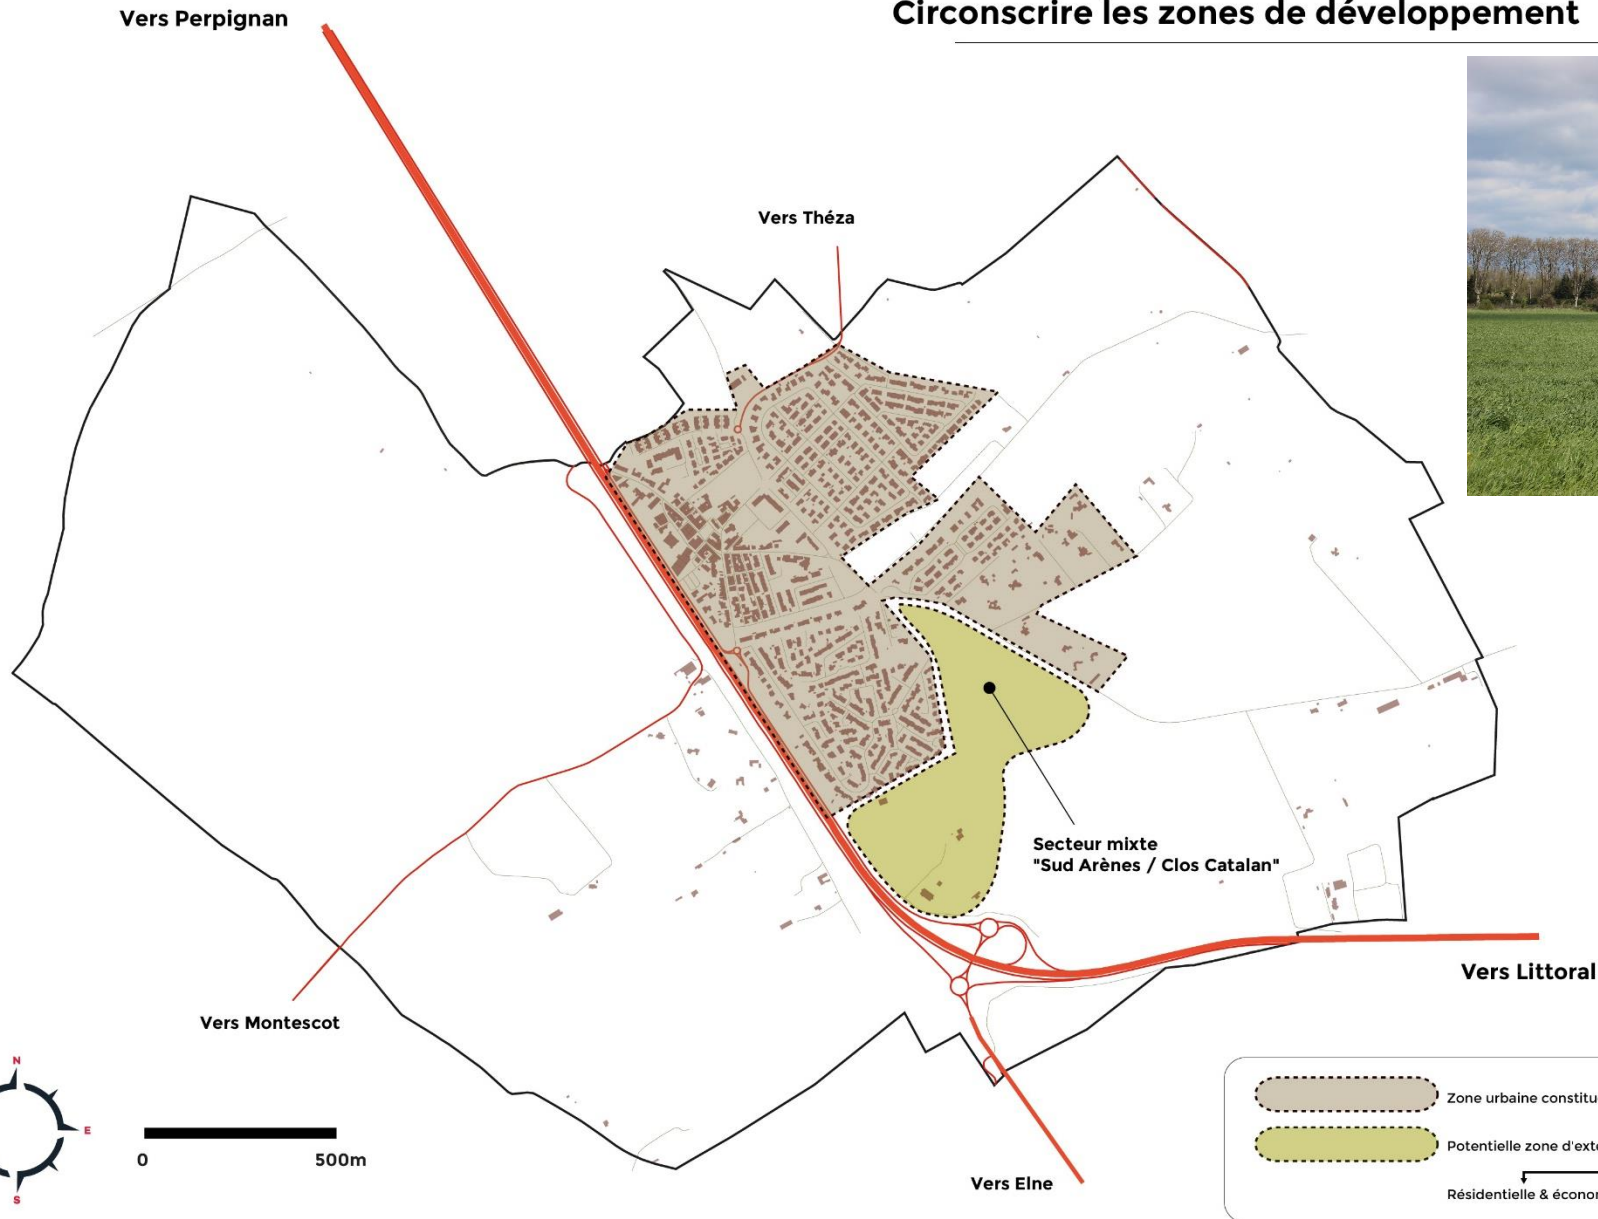 Vers Perpignan
Circonscrire les zones de développement
Vers Théza
Secteur mixte
"Sud Arènes / Clos Catalan"
Vers Littoral
Vers Montescot
Vers Elne
N
E
S
0 500m
Zone urbaine constitu
Potentielle zone d'exte
Résidentielle & écono